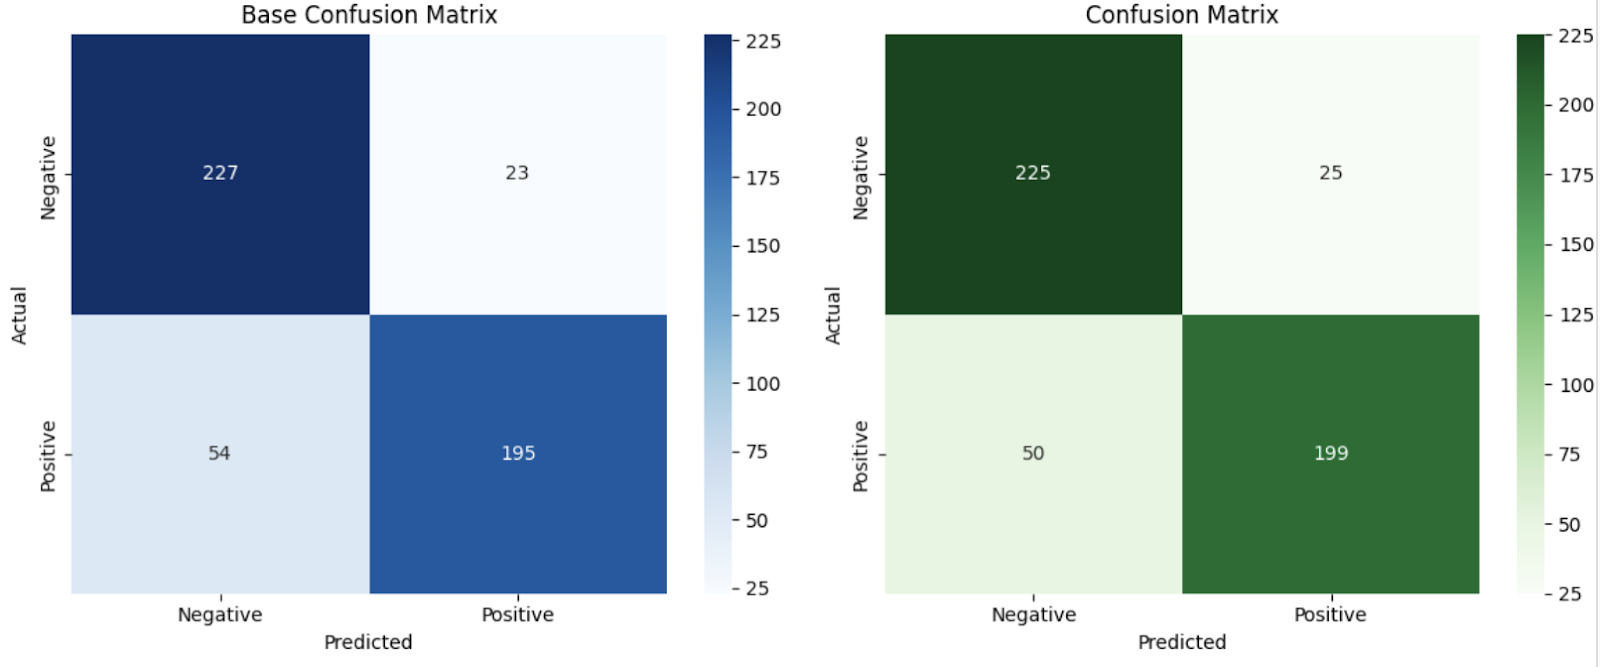 Base Confusion Matrix
Negative
Positive
Actual
227
23
54
195
Negative
Positive
Predicted
225
200
175
150
125
100
75
50
25
Confusion Matrix
Negative
Positive
Actual
225
25
50
199
Negative
Positive
Predicted
225
200
175
150
125
100
75
50
25